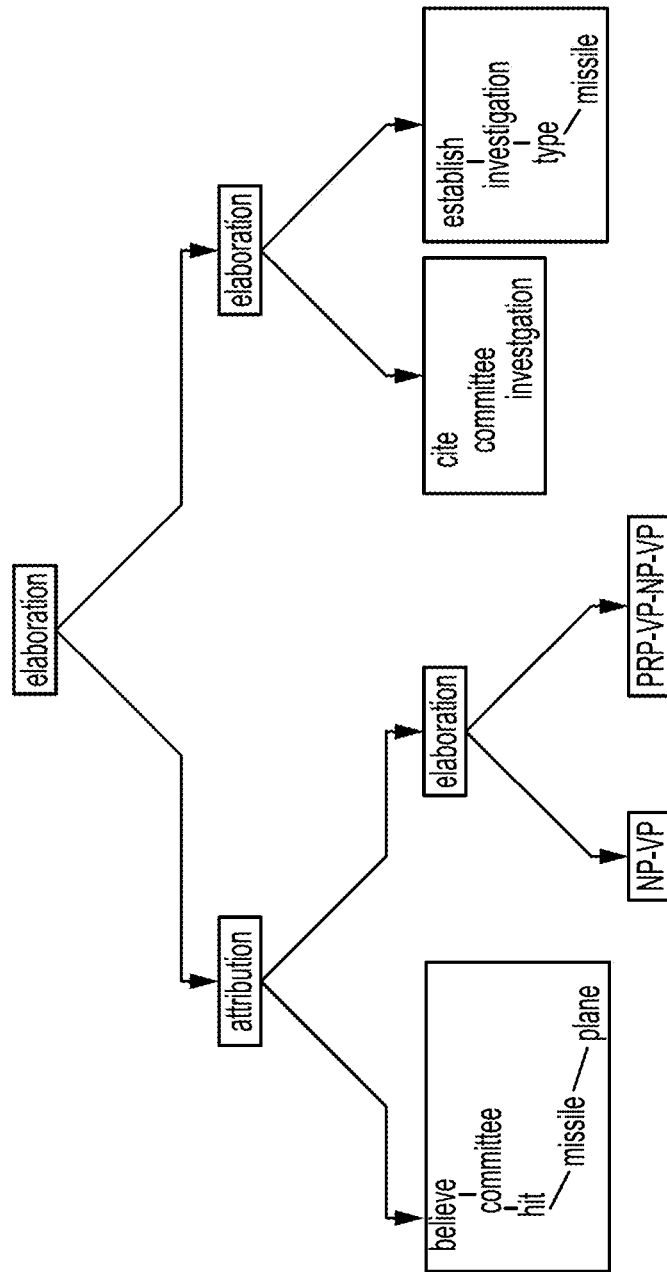 elaboration
attribution
elaboration
believe
committee
hit
missile
plane
elaboration
cite
committee
investgation
establish
investigation
type
missile
NP-VP
PRP-VP-NP-VP